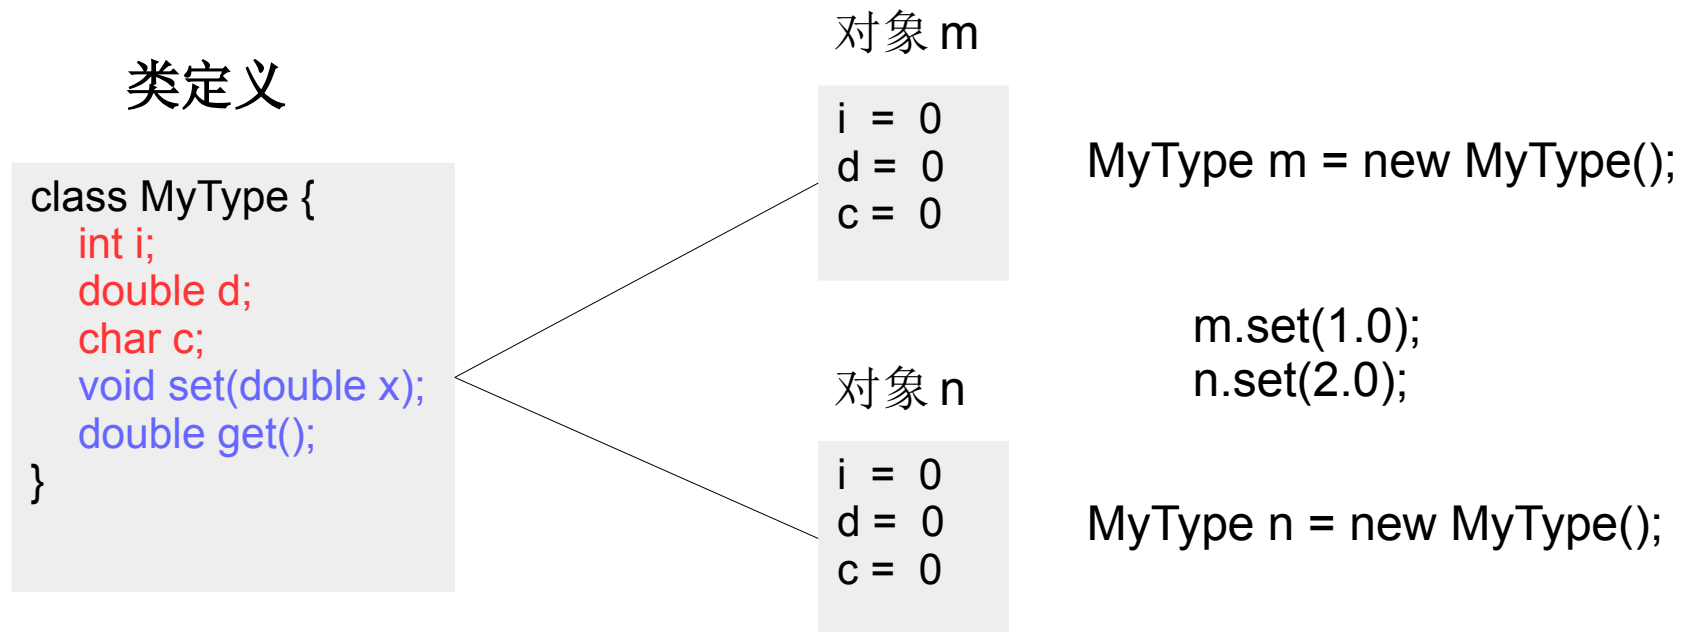 类定义
class MyType {
int i;
double d;
char c;
void set(double x);
double get();
}
对象 m
i = 0
d = 0
c = 0
MyType m = new MyType();
m.set(1.0);
n.set(2.0);
对象 n
i = 0
d = 0
c = 0
MyType n = new MyType();